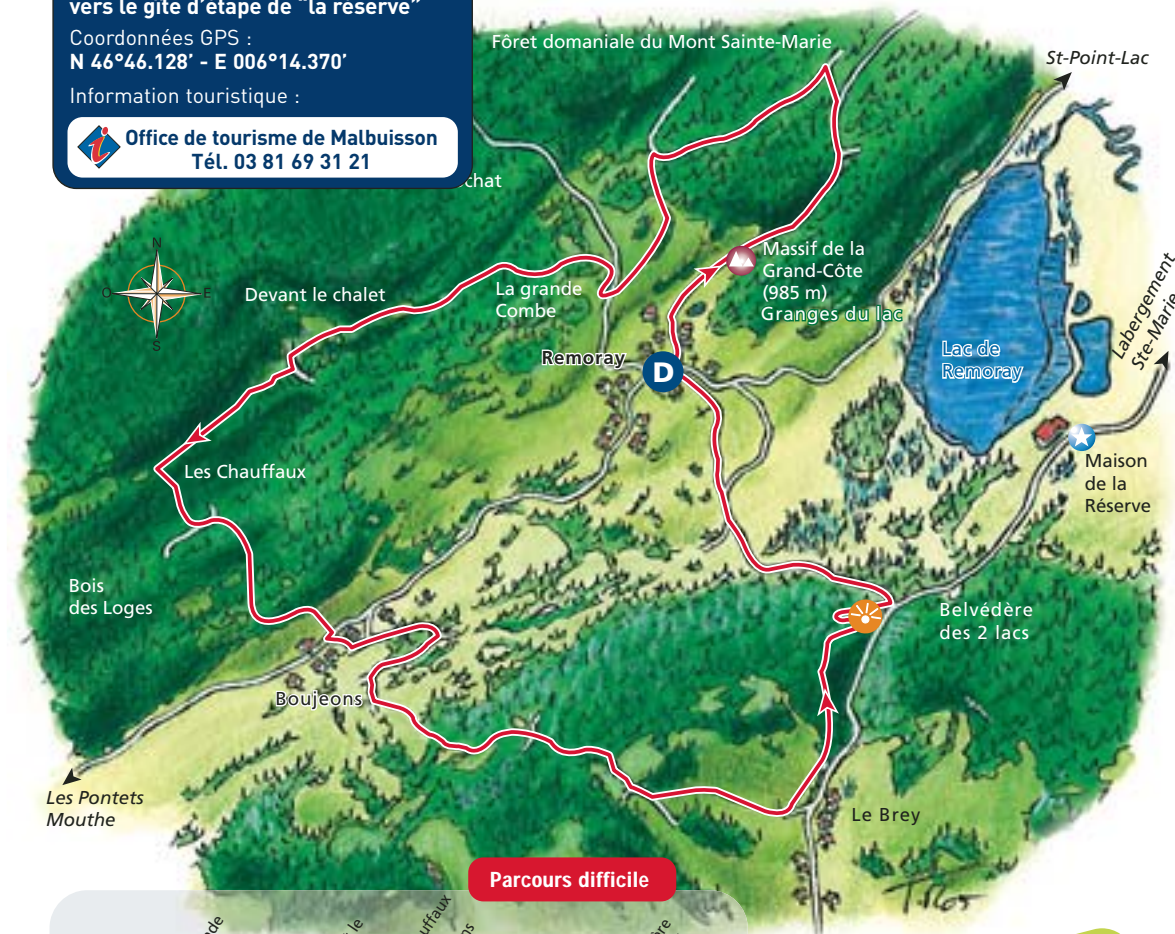 vers le gîte d'étape de "la réserve"
Coordonnées GPS :
N 46°46.128' - E 006°14.370'
Information touristique :
i
Office de tourisme de Malbuisson
Tél. 03 81 69 31 21
Fôret domaniale du Mont Sainte-Marie
St-Point-Lac
chat
N
O
E
S
Devant le chalet
La grande
Combe
Massif de la
Grand-Côte
(985 m)
Granges du lac
Labergement
Ste-Marie
Remoray
D
Lac de
Remoray
Les Chauffaux
Maison
de la
Réserve
Bois
des Loges
Belvédère
des 2 lacs
Boujeons
Les Pontets
Mouthe
Le Brey
Parcours difficile